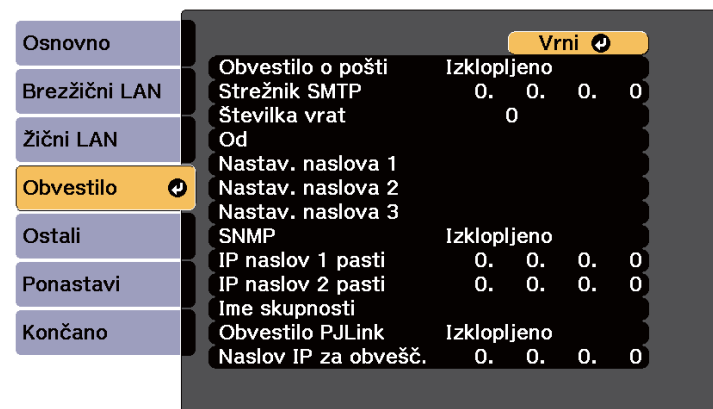 Osnovno
Brezžični LAN
Žični LAN
Obvestilo
Ostali
Ponastavi
Končano
Vrni
Obvestilo o pošti Izklopljeno
Strežnik SMTP 0. 0. 0. 0
Številka vrat 0
Od
Nastav. naslova 1
Nastav. naslova 2
Nastav. naslova 3
SNMP Izklopljeno
IP naslov 1 pasti 0. 0. 0. 0
IP naslov 2 pasti 0. 0. 0. 0
Ime skupnosti
Obvestilo PJLink Izklopljeno
Naslov IP za obvešč. 0. 0. 0. 0